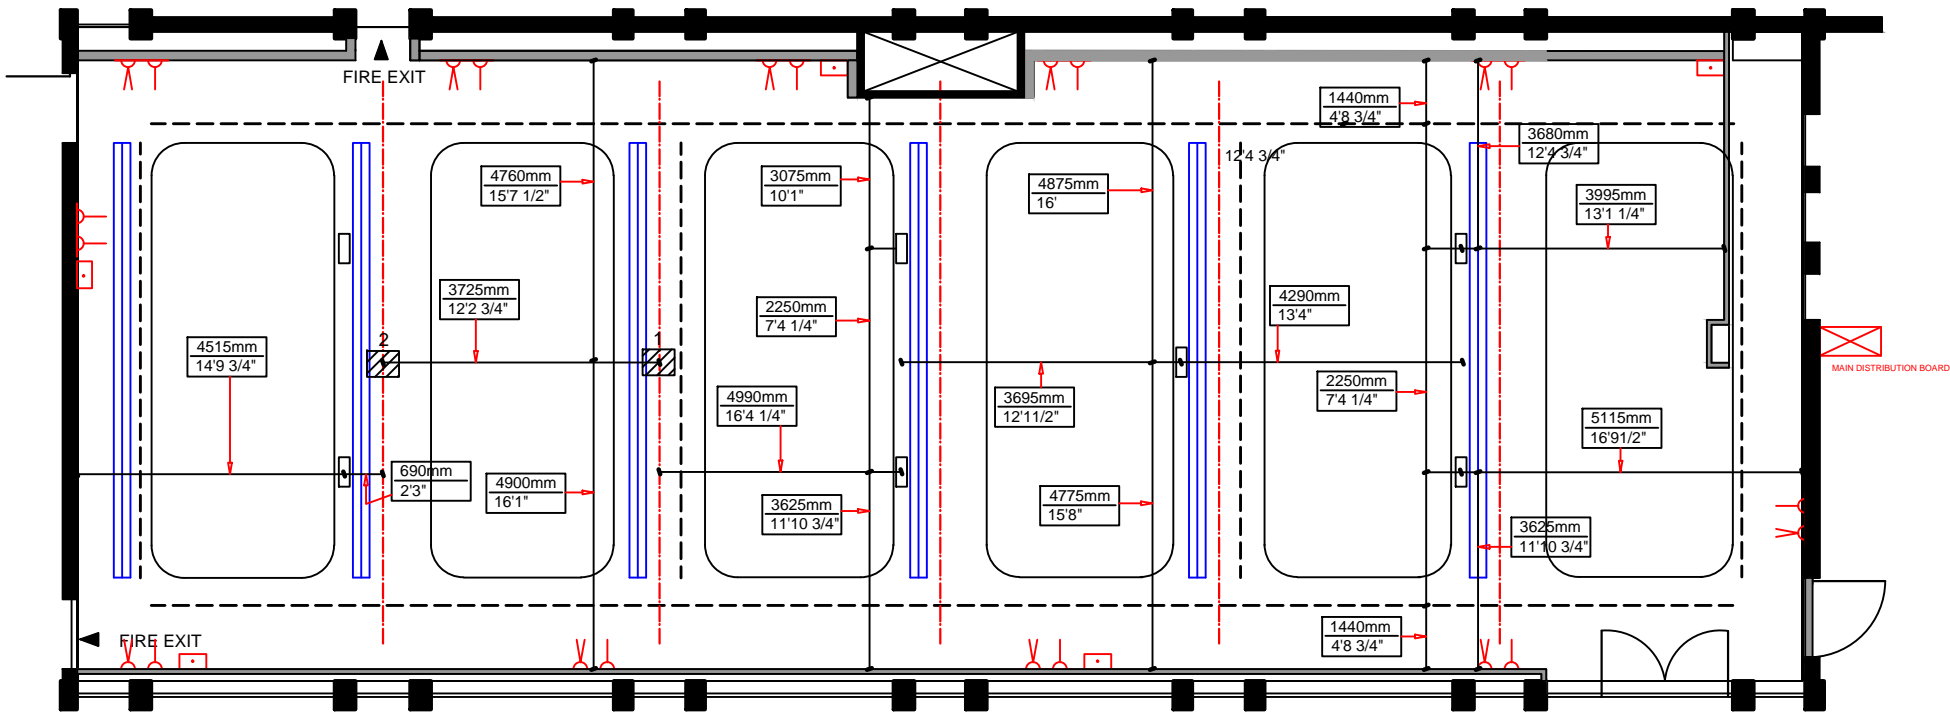 FIRE EXIT
1440mm
4'8 3/4"
3680mm
12'4 3/4"
12'4 3/4"
4760mm
15'7 1/2"
3075mm
10'1"
4875mm
16'
3995mm
13'1 1/4"
3725mm
12'2 3/4"
2250mm
7'4 1/4"
4290mm
13'4"
2
1
4515mm
14'9 3/4"
MAIN DISTRIBUTION BOARD
4990mm
16'4 1/4"
3695mm
12'11/2"
2250mm
7'4 1/4"
5115mm
16'91/2"
690mm
2'3"
4900mm
16'1"
3625mm
11'10 3/4"
4775mm
15'8"
3625mm
11'10 3/4"
FIRE EXIT
1440mm
4'8 3/4"